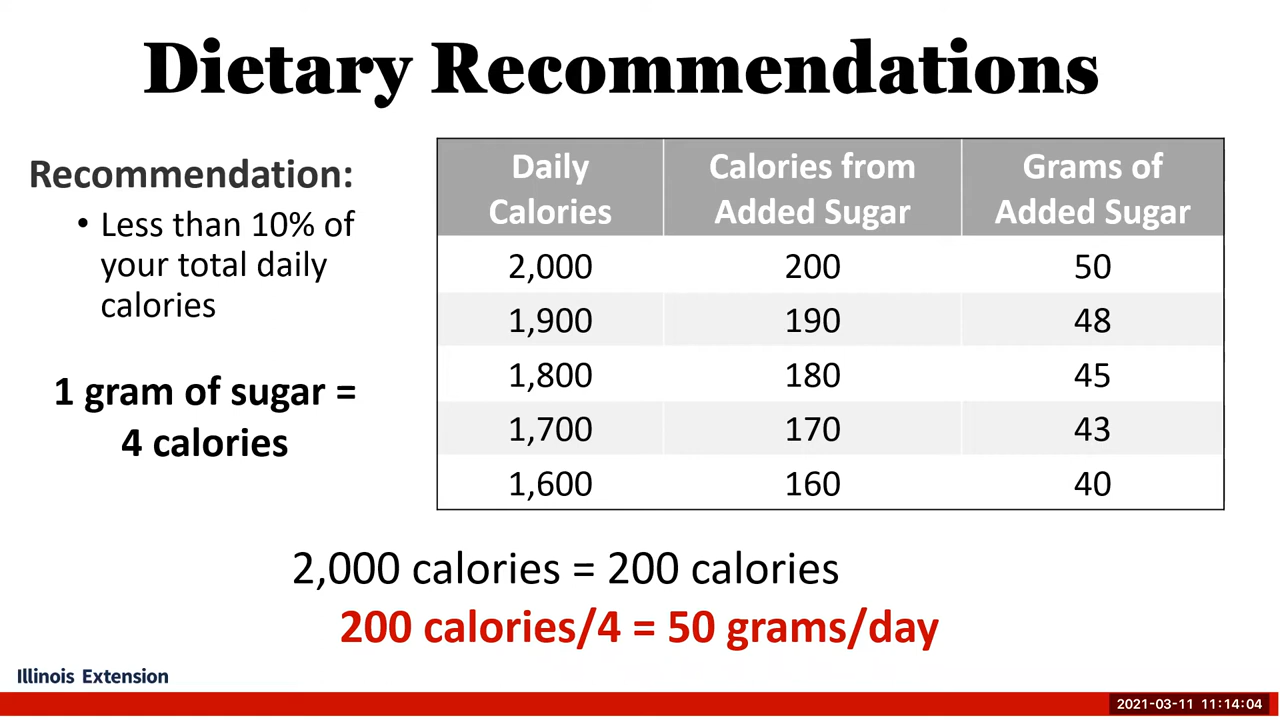 Dietary Recommendations
Recommendation:
• Less than 10% of
your total daily
calories
1 gram of sugar =
4 calories
Daily Calories from Grams of
Calories Added Sugar Added Sugar
2,000 200 50
1,900 190 48
1,800 180 45
1,700 170 43
1,600 160 40
2,000 calories = 200 calories
200 calories/4 = 50 grams/day
Illinois Extension
2021-03-11 11:14:04